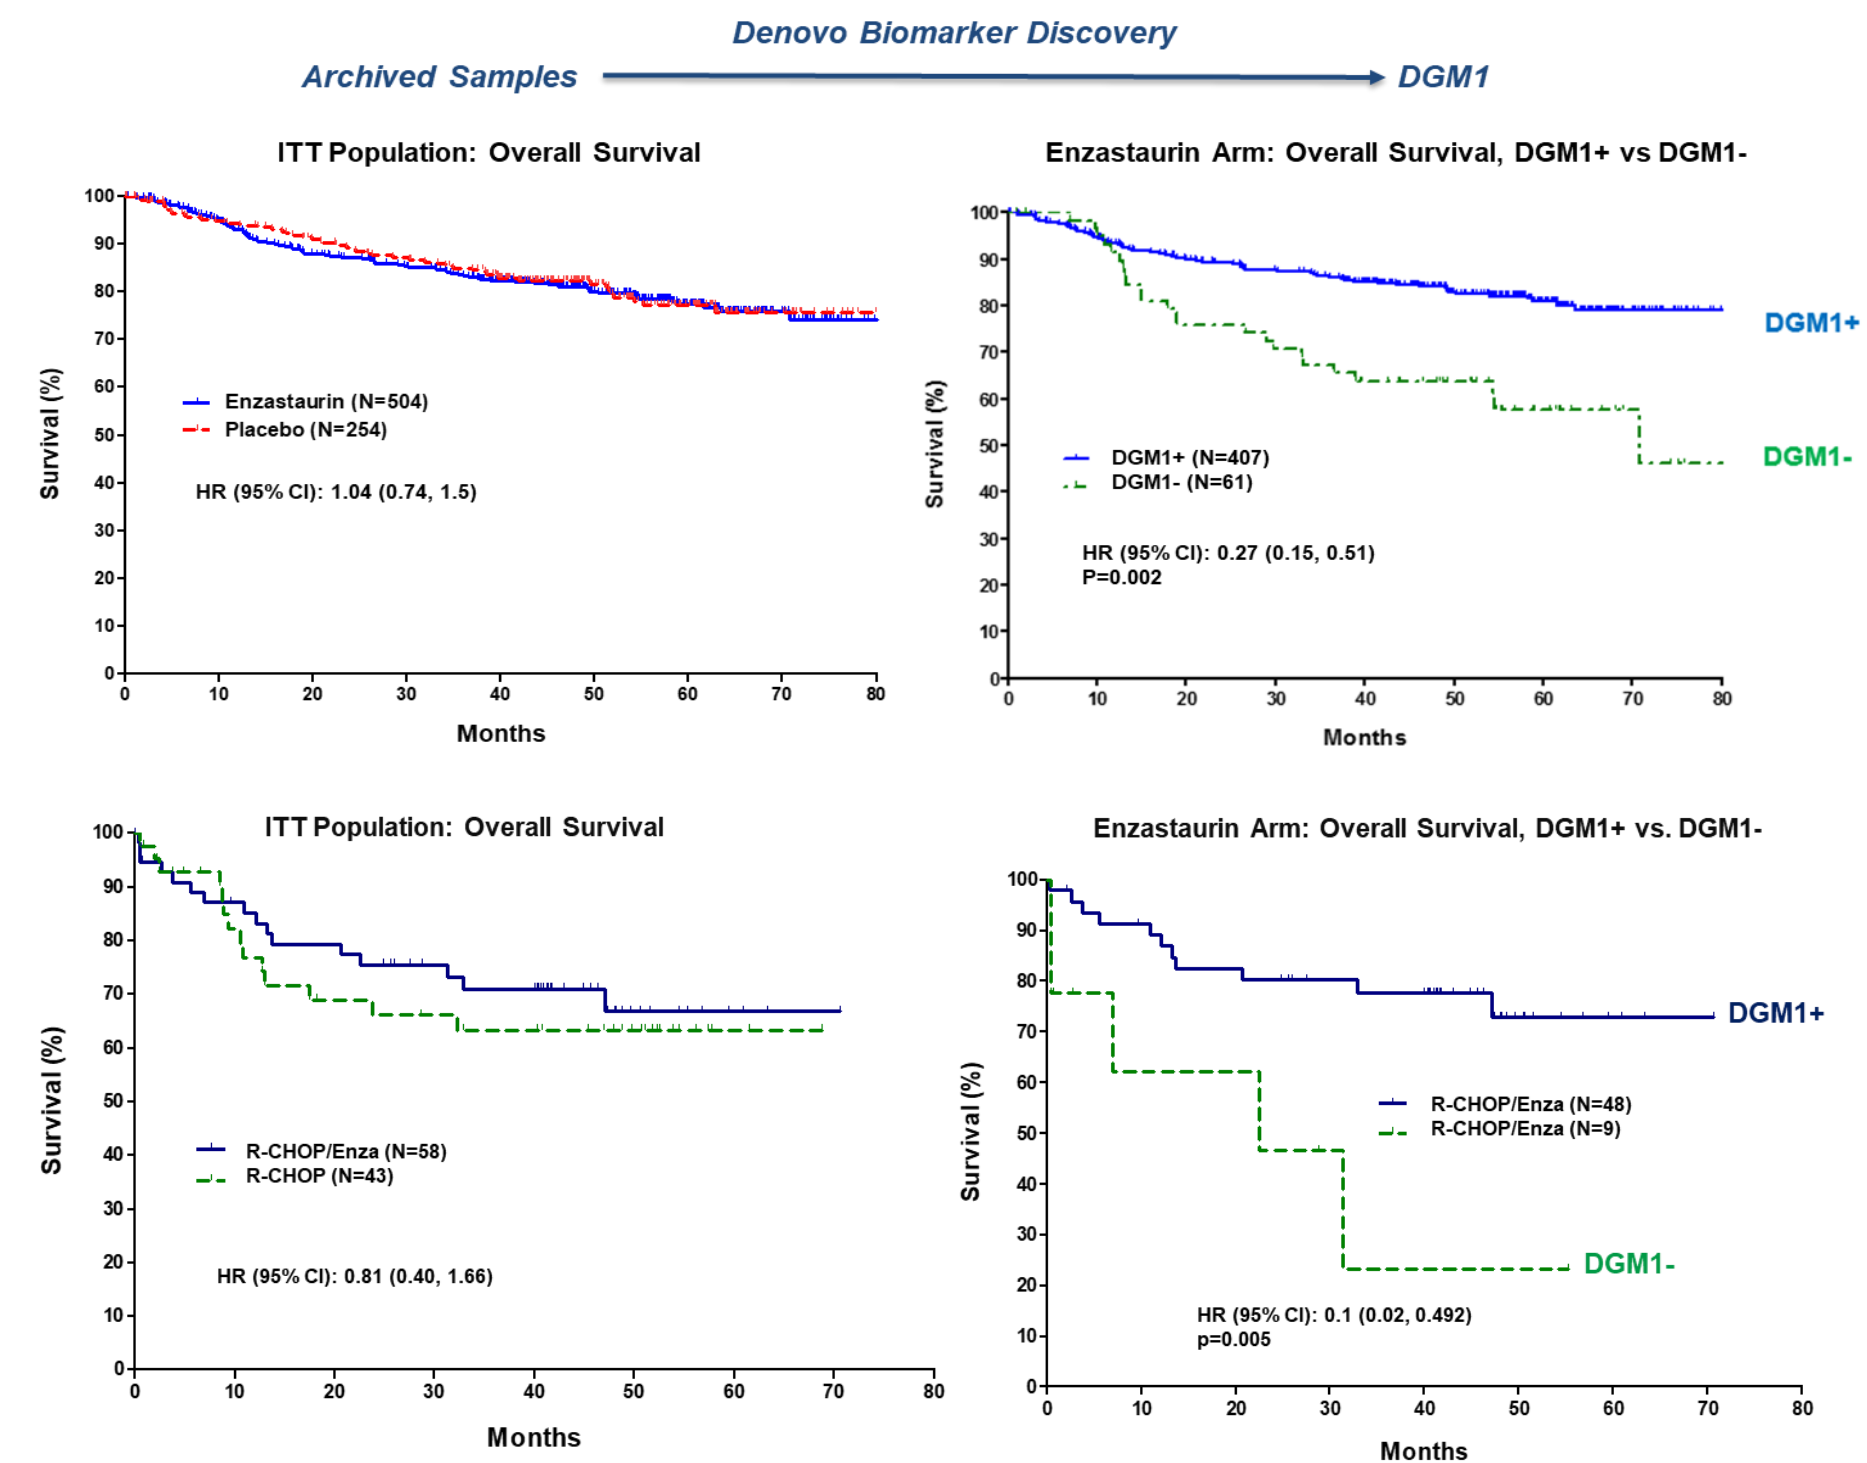 Denovo Biomarker Discovery
Archived Samples
DGM1
ITT Population: Overall Survival
100
90
80
70
60
50
40
30
20
10
0
Survival (%)
Enzastaurin (N=504)
Placebo (N=254)
HR (95% CI): 1.04 (0.74, 1.5)
0 10 20 30 40 50 60 70 80
Months
Enzastaurin Arm: Overall Survival, DGM1+ vs DGM1-
100
90
80
70
60
50
40
30
20
10
0
Survival (%)
DGM1+
DGM1-
DGM1+ (N=407)
DGM1- (N=61)
HR (95% CI): 0.27 (0.15, 0.51)
P=0.002
0 10 20 30 40 50 60 70 80
Months
ITT Population: Overall Survival
100
90
80
70
60
50
40
30
20
10
0
Survival (%)
R-CHOP/Enza (N=58)
R-CHOP (N=43)
HR (95% CI): 0.81 (0.40, 1.66)
0 10 20 30 40 50 60 70 80
Months
Enzastaurin Arm: Overall Survival, DGM1+ vs. DGM1-
100
90
80
70
60
50
40
30
20
10
0
Survival (%)
DGM1+
R-CHOP/Enza (N=48)
R-CHOP/Enza (N=9)
DGM1-
HR (95% CI): 0.1 (0.02, 0.492)
p=0.005
0 10 20 30 40 50 60 70 80
Months